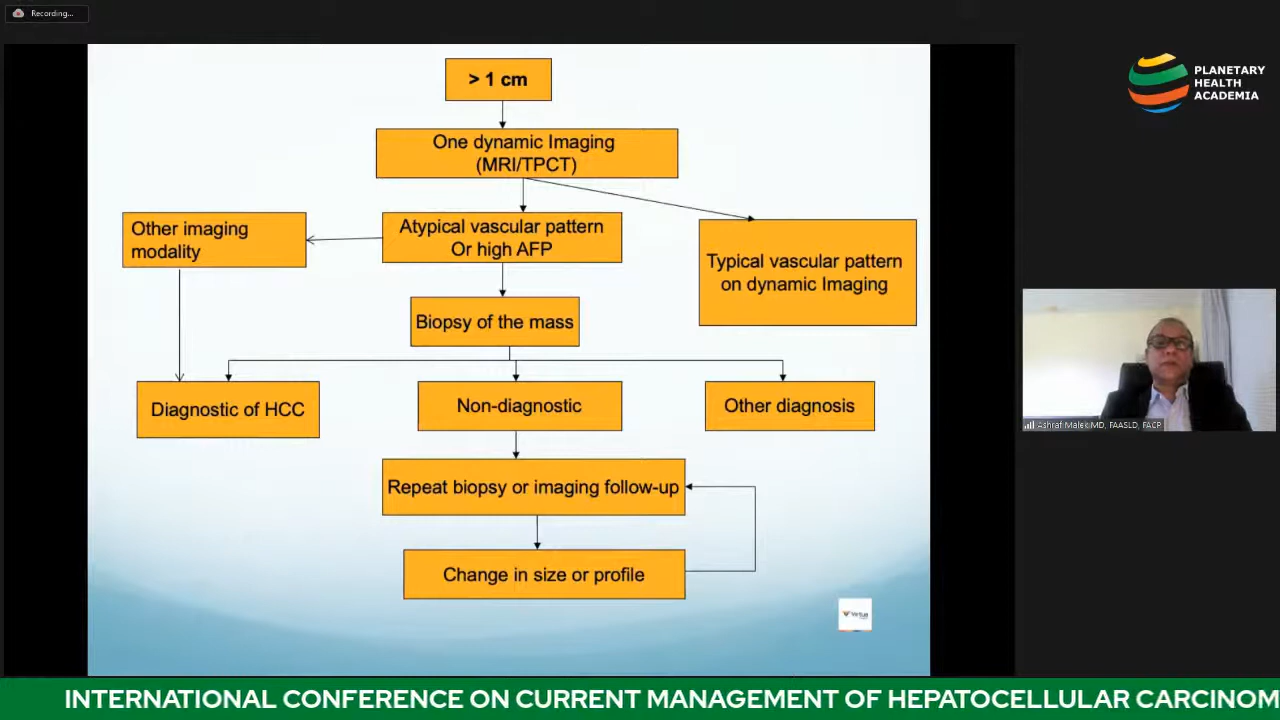 Recording...
PLANETARY
HEALTH
ACADEMIA
> 1 cm
One dynamic Imaging
(MRI/TPCT)
Other imaging
modality
Atypical vascular pattern
Or high AFP
Typical vascular pattern
on dynamic Imaging
Biopsy of the mass
Diagnostic of HCC
Non-diagnostic
Other diagnosis
Repeat biopsy or imaging follow-up
Change in size or profile
Virtue
Ashraf Malek MD, FAASLD, FACP
INTERNATIONAL CONFERENCE ON CURRENT MANAGEMENT OF HEPATOCELLULAR CARCINOM